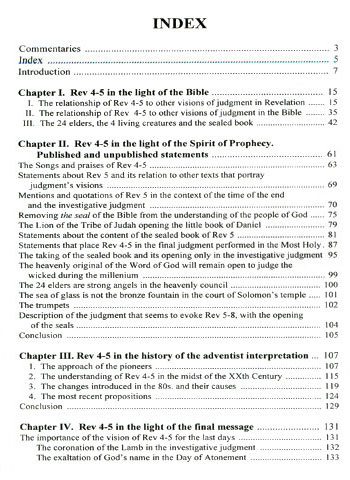 INDEX
Commentaries 3
Index 5
Introduction 7
Chapter I. Rev 4-5 in the light of the Bible 15
I. The relationship of Rev 4-5 to other visions of judgment in Revelation 15
II. The relationship of Rev 4-5 to other visions of judgment in the Bible 35
III. The 24 elders, the 4 living creatures and the sealed book 42
Chapter II. Rev 4-5 in the light of the Spirit of Prophecy.
Published and unpublished statements 61
The Songs and praises of Rev 4-5 63
Statements about Rev 5 and its relation to other texts that portray
judgment's visions 69
Mentions and quotations of Rev 5 in the context of the time of the end
and the investigative judgment 70
Removing the seal of the Bible from the understanding of the people of God 75
The Lion of the Tribe of Judah opening the little book of Daniel 79
Statements about the content of the sealed book of Rev 5 81
Statements that place Rev 4-5 in the final judgment performed in the Most Holy . 87
The taking of the sealed book and its opening only in the investigative judgment 95
The heavenly original of the Word of God will remain open to judge the
wicked during the millenium 99
The 24 elders are strong angels in the heavenly council 100
The sea of glass is not the bronze fountain in the court of Solomon's temple 101
The trumpets 102
Description of the judgment that seems to evoke Rev 5-8, with the opening
of the seals 104
Conclusion 105
Chapter III. Rev 4-5 in the history of the adventist interpretation 107
1. The approach of the pioneers 107
2. The understanding of Rev 4-5 in the midst of the XXth Century 115
3. The changes introduced in the 80s. and their causes 119
4. The most recent propositions 124
Conclusion 129
Chapter IV. Rev 4-5 in the light of the final message 131
The importance of the vision of Rev 4-5 for the last days 131
The coronation of the Lamb in the investigative judgment 132
The exaltation of God's name in the Day of Atonement 133